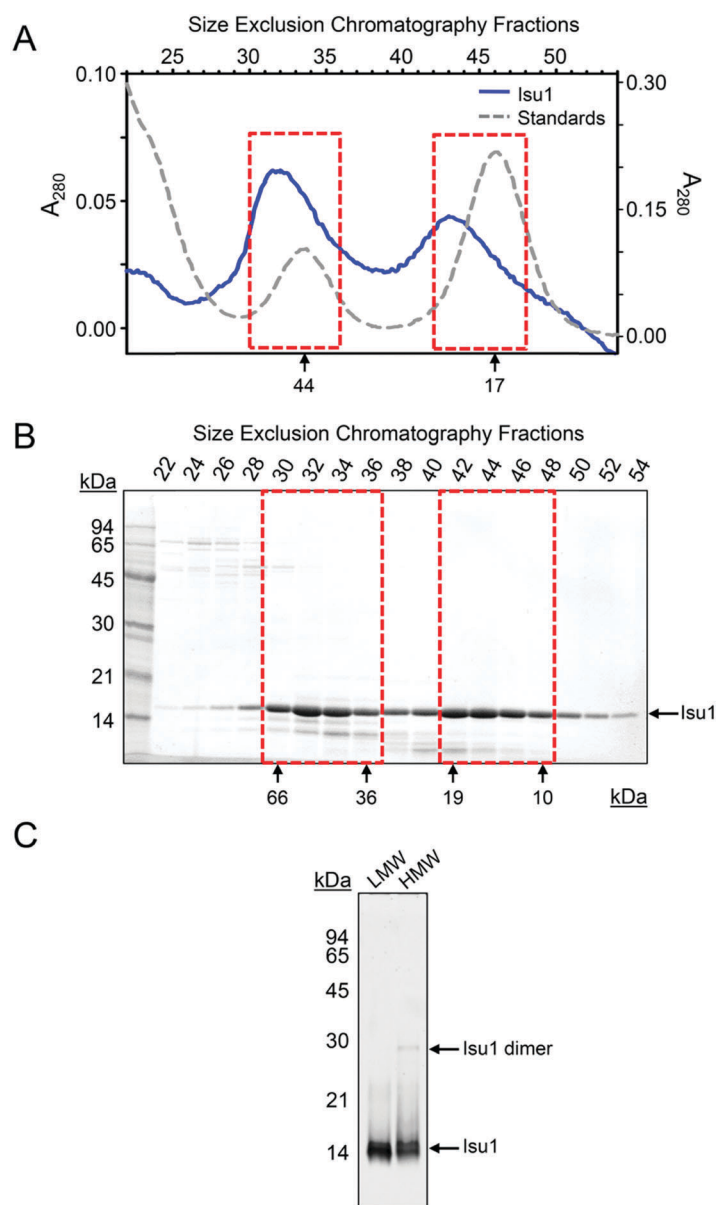 A
Size Exclusion Chromatography Fractions
25 30 35 40 45 50
0.10
0.05
0.00
A280
Isu1
Standards
0.30
0.15
0.00
A280
44 17
B
Size Exclusion Chromatography Fractions
kDa 22 24 26 28 30 32 34 36 38 40 42 44 46 48 50 52 54
94
65
45
30
21
14
Isu1
66 36 19 10 kDa
C
kDa LMW HMW
94
65
45
30
Isu1 dimer
21
14
Isu1